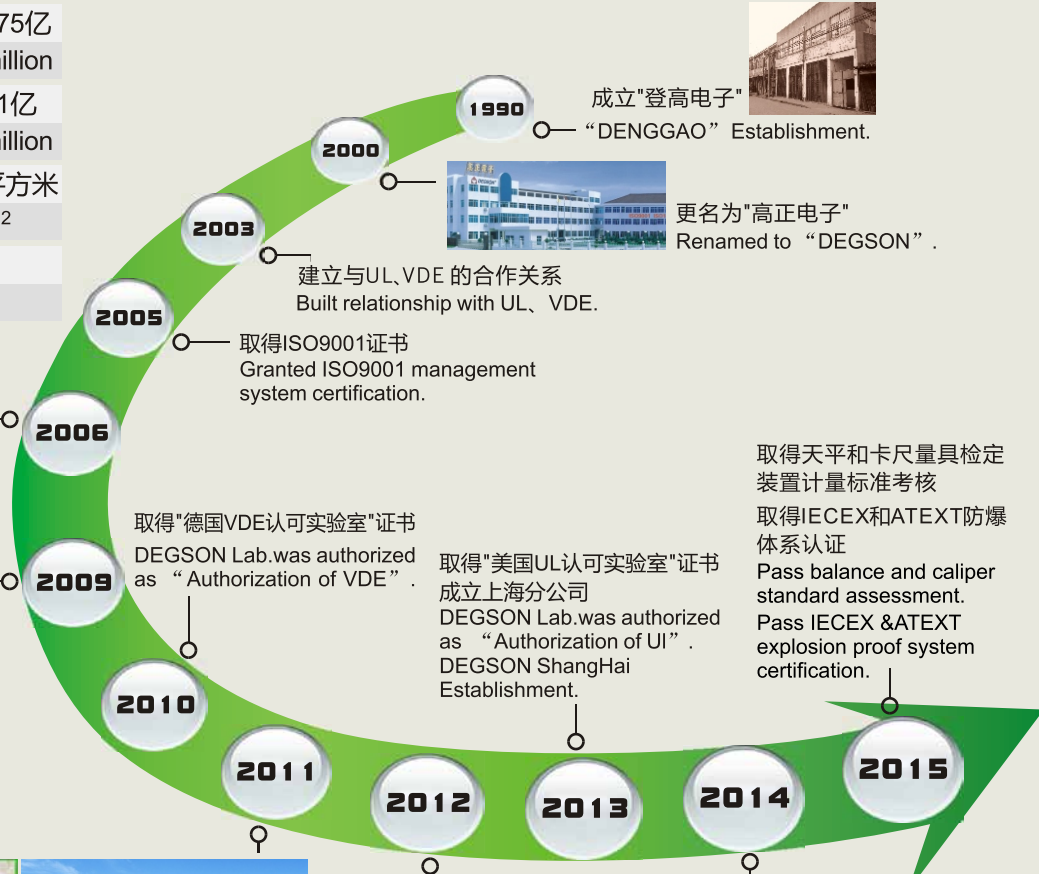 75亿
illion
1亿
illion
平方米
2
1990
成立"登高电子"
“DENGGAO” Establishment.
2000
更名为"高正电子"
Renamed to “DEGSON”.
2003
建立与UL、VDE 的合作关系
Built relationship with UL、VDE.
2005
取得ISO9001证书
Granted ISO9001 management
system certification.
2006
2009
取得"德国VDE认可实验室"证书
DEGSON Lab.was authorized
as “Authorization of VDE”.
2010
2011
2012
取得"美国UL认可实验室"证书
成立上海分公司
DEGSON Lab.was authorized
as “Authorization of UI”.
DEGSON ShangHai
Establishment.
2013
2014
取得天平和卡尺量具检定
装置计量标准考核
取得IECEX和ATEXT防爆
体系认证
Pass balance and caliper
standard assessment.
Pass IECEX &ATEXT
explosion proof system
certification.
2015